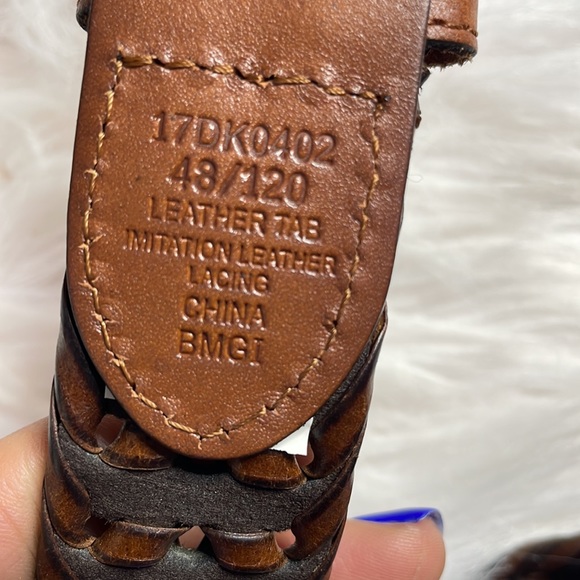 17DK0402
48/120
LEATHER TAB
IMITATION LEATHER
LACING
CHINA
BMGI